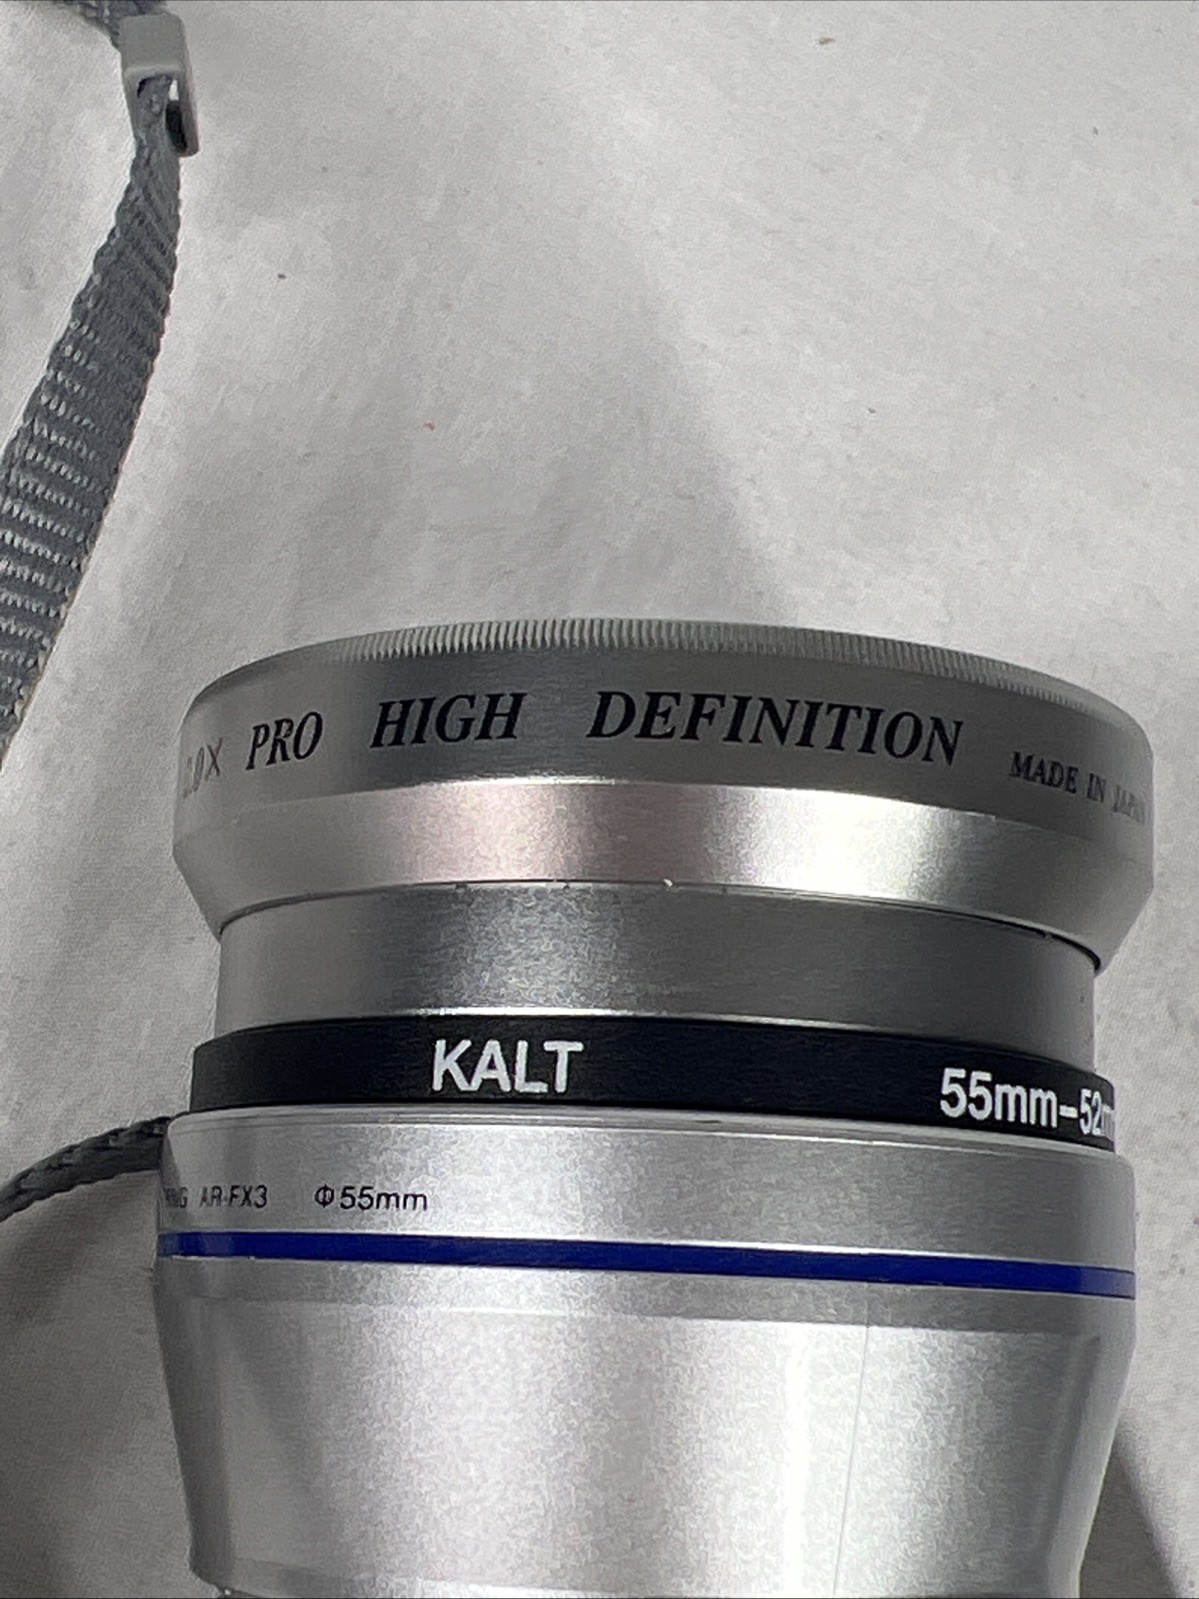 PRO HIGH DEFINITION MADE IN JAPAN
KALT 55mm-52m
AR-FX3 Φ55mm